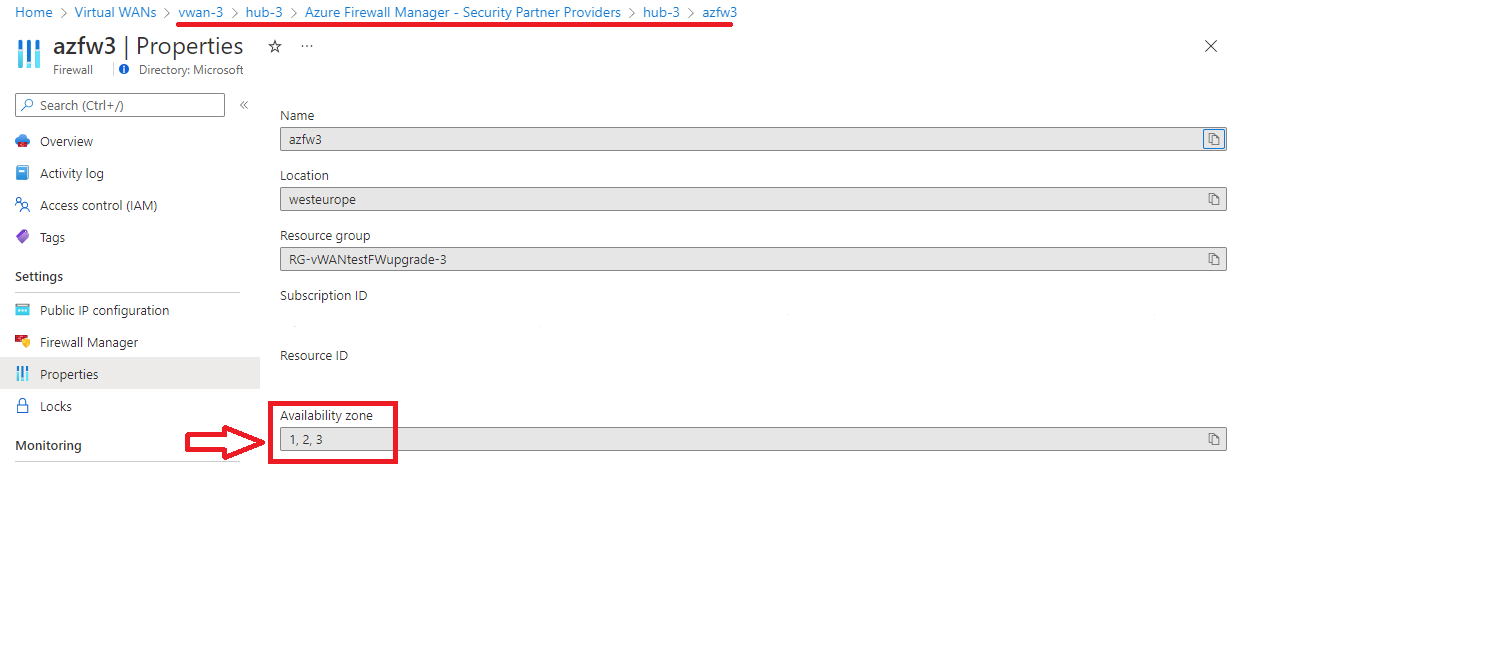 Home > Virtual WANs > vwan-3 > hub-3 > Azure Firewall Manager - Security Partner Providers > hub-3 > azfw3
azfw3 | Properties
Firewall
Directory: Microsoft
Search (Ctrl+/)
Overview
Activity log
Access control (IAM)
Tags
Settings
Public IP configuration
Firewall Manager
Properties
Locks
Monitoring
Name
azfw3
Location
westeurope
Resource group
RG-vWANtestFWupgrade-3
Subscription ID
Resource ID
Availability zone
1, 2, 3